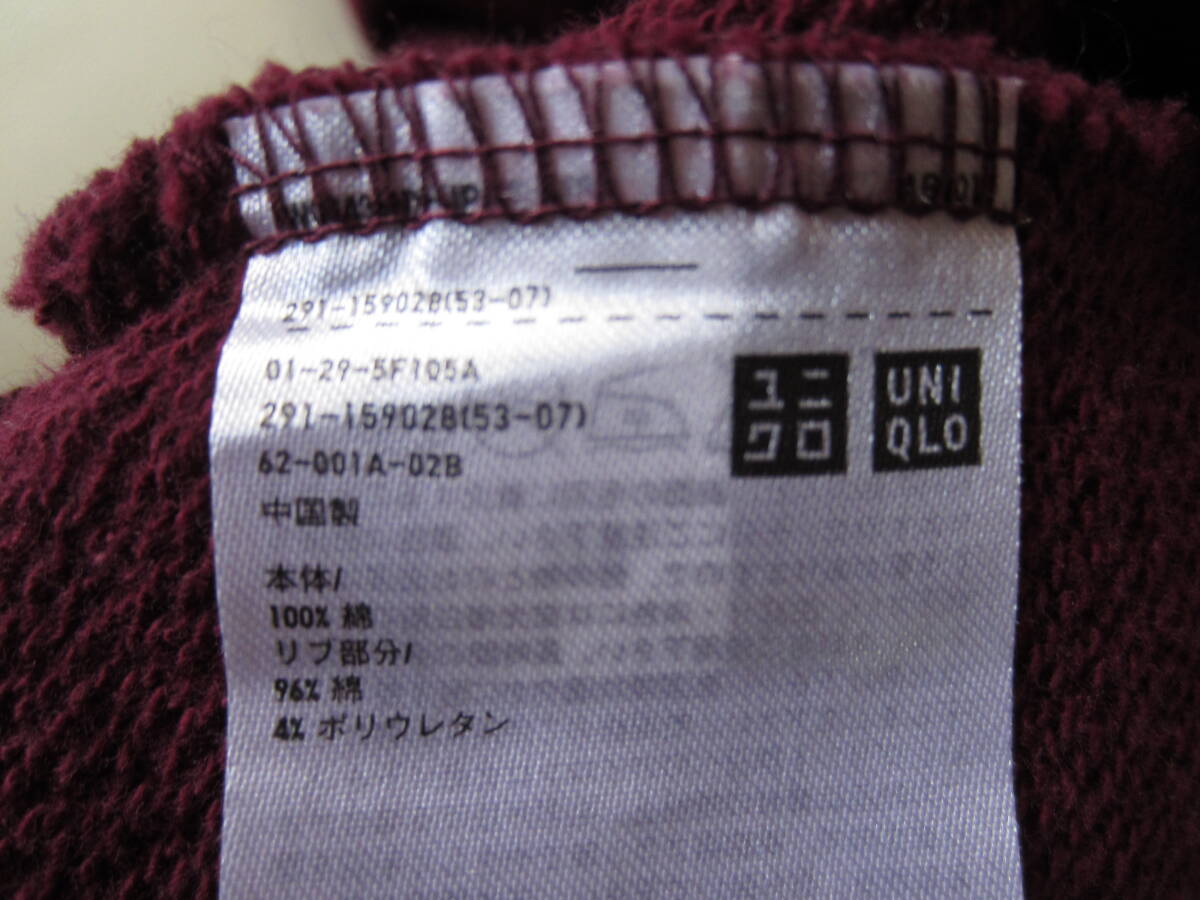 291-159028(53-07)
01-29-5F105A
291-159028(53-07)
62-001A-02B
中国製
本体/
100% 綿
リブ部分/
96% 綿
4% ポリウレタン
ユニ
クロ
UNI
QLO